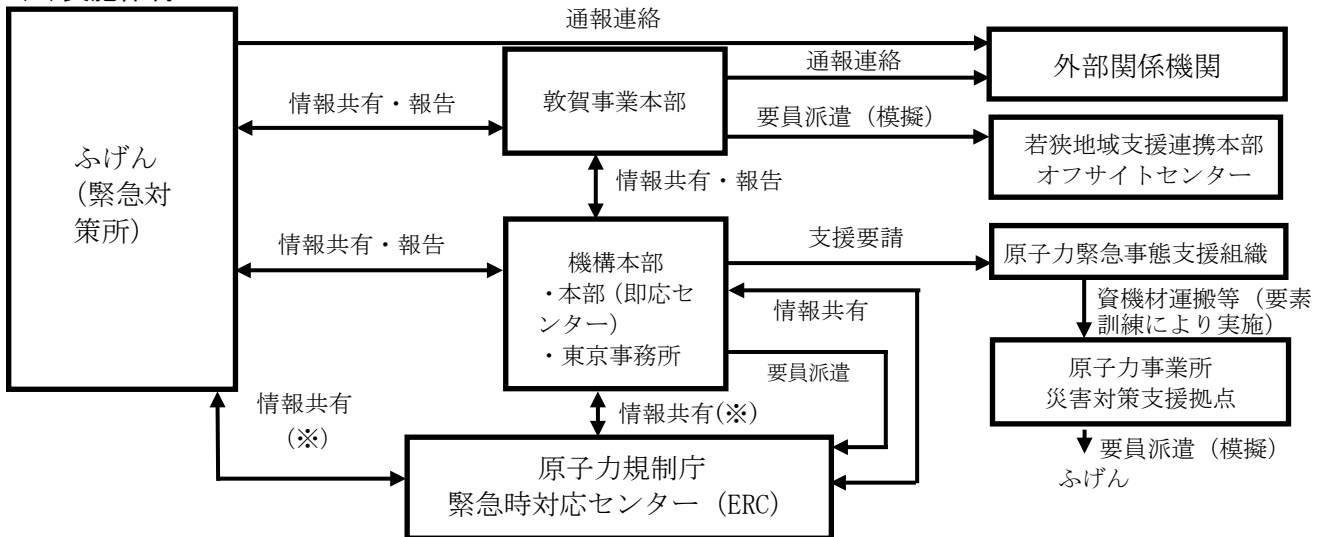 通報連絡
外部関係機関
通報連絡
敦賀事業本部
情報共有・報告
要員派遣（模擬）
若狭地域支援連携本部
オフサイトセンター
ふげん
（緊急対
策所）
情報共有・報告
情報共有・報告
支援要請
原子力緊急事態支援組織
機構本部
・本部（即応セ
ンター）
・東京事務所
情報共有
資機材運搬等（要素
訓練により実施）
要員派遣
原子力事業所
災害対策支援拠点
情報共有
（※）
情報共有(※)
要員派遣（模擬）
ふげん
原子力規制庁
緊急時対応センター（ERC）